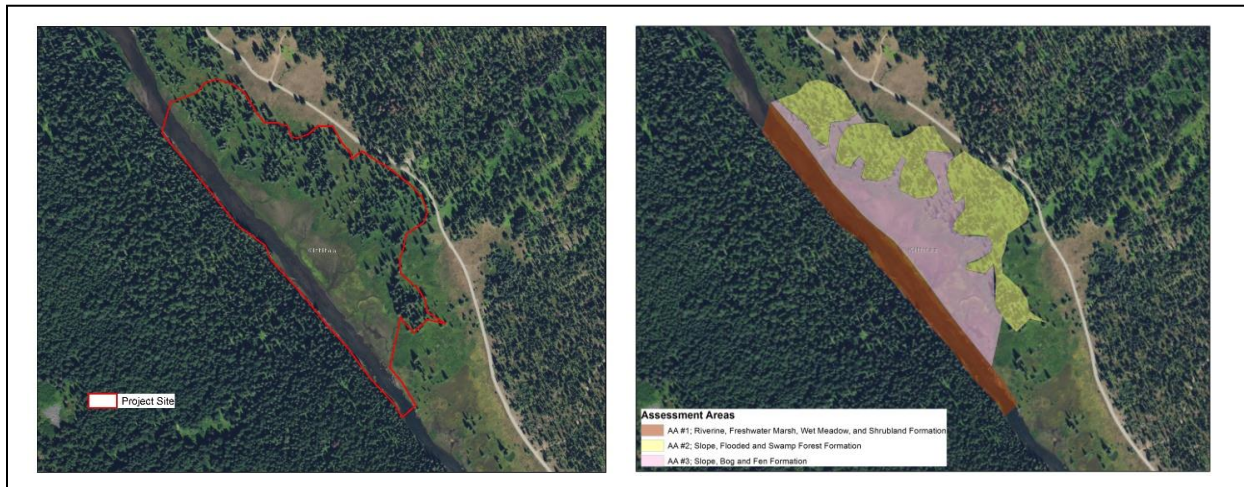 Project Site
Assessment Areas
AA #1; Riverine, Freshwater Marsh, Wet Meadow, and Shrubland Formation
AA #2; Slope, Flooded and Swamp Forest Formation
AA #3; Slope, Bog and Fen Formation